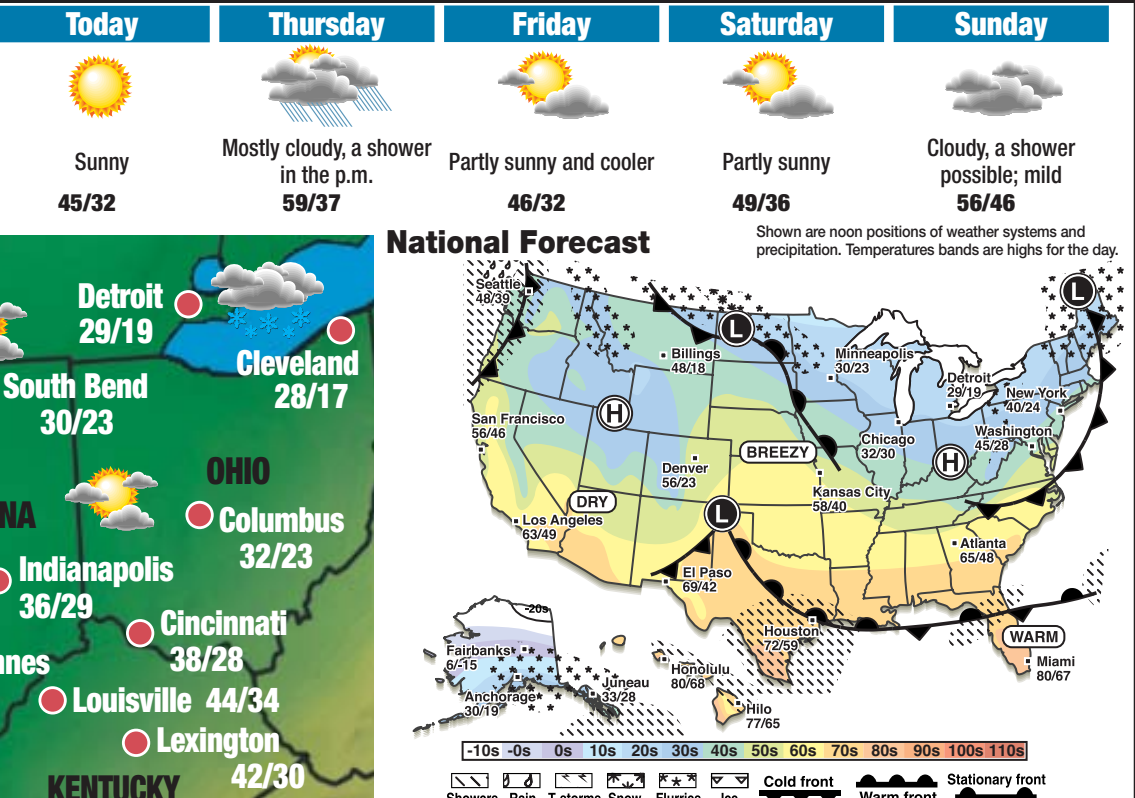 Today
Thursday
Friday
Saturday
Sunday
Sunny
Mostly cloudy, a shower
in the p.m.
Partly sunny and cooler
Partly sunny
Cloudy, a shower
possible; mild
45/32
59/37
46/32
49/36
56/46
Detroit
29/19
Cleveland
28/17
South Bend
30/23
OHIO
NA
Columbus
32/23
Indianapolis
36/29
Cincinnati
38/28
nnes
Louisville 44/34
Lexington
42/30
KENTUCKY
National Forecast
Shown are noon positions of weather systems and
precipitation. Temperatures bands are highs for the day.
Seattle
48/39
L
L
Billings
48/18
Minneapolis
30/23
Detroit
29/19
New York
40/24
H
San Francisco
56/46
Chicago
32/30
Washington
45/28
BREEZY
H
Denver
56/23
Kansas City
58/40
DRY
L
Los Angeles
63/49
Atlanta
65/48
El Paso
69/42
-20s
Houston
72/59
WARM
Fairbanks
6/-15
Miami
80/67
Honolulu
80/68
Juneau
33/28
Anchorage
30/19
Hilo
77/65
-10s -0s 0s 10s 20s 30s 40s 50s 60s 70s 80s 90s 100s 110s
Showers Rain T-storms Snow Flurries Ice
Cold front
Warm front
Stationary front